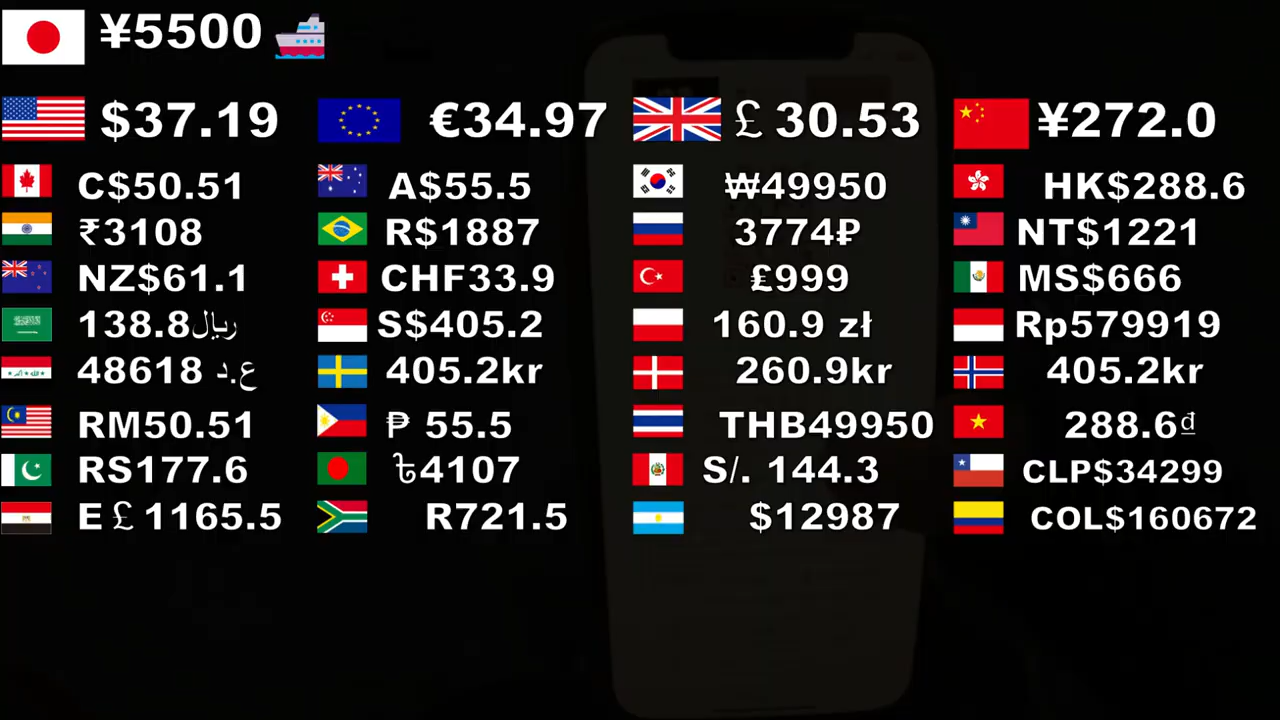 ¥5500
$37.19 €34.97 £30.53 ¥272.0
C$50.51 A$55.5 ₩49950 HK$288.6
₹3108 R$1887 3774₽ NT$1221
NZ$61.1 CHF33.9 ₤999 MS$666
138.8ريال S$405.2 160.9 zł Rp579919
48618 ع.د 405.2kr 260.9kr 405.2kr
RM50.51 ₱ 55.5 THB49950 288.6₫
RS177.6 ৳4107 S/. 144.3 CLP$34299
E£1165.5 R721.5 $12987 COL$160672